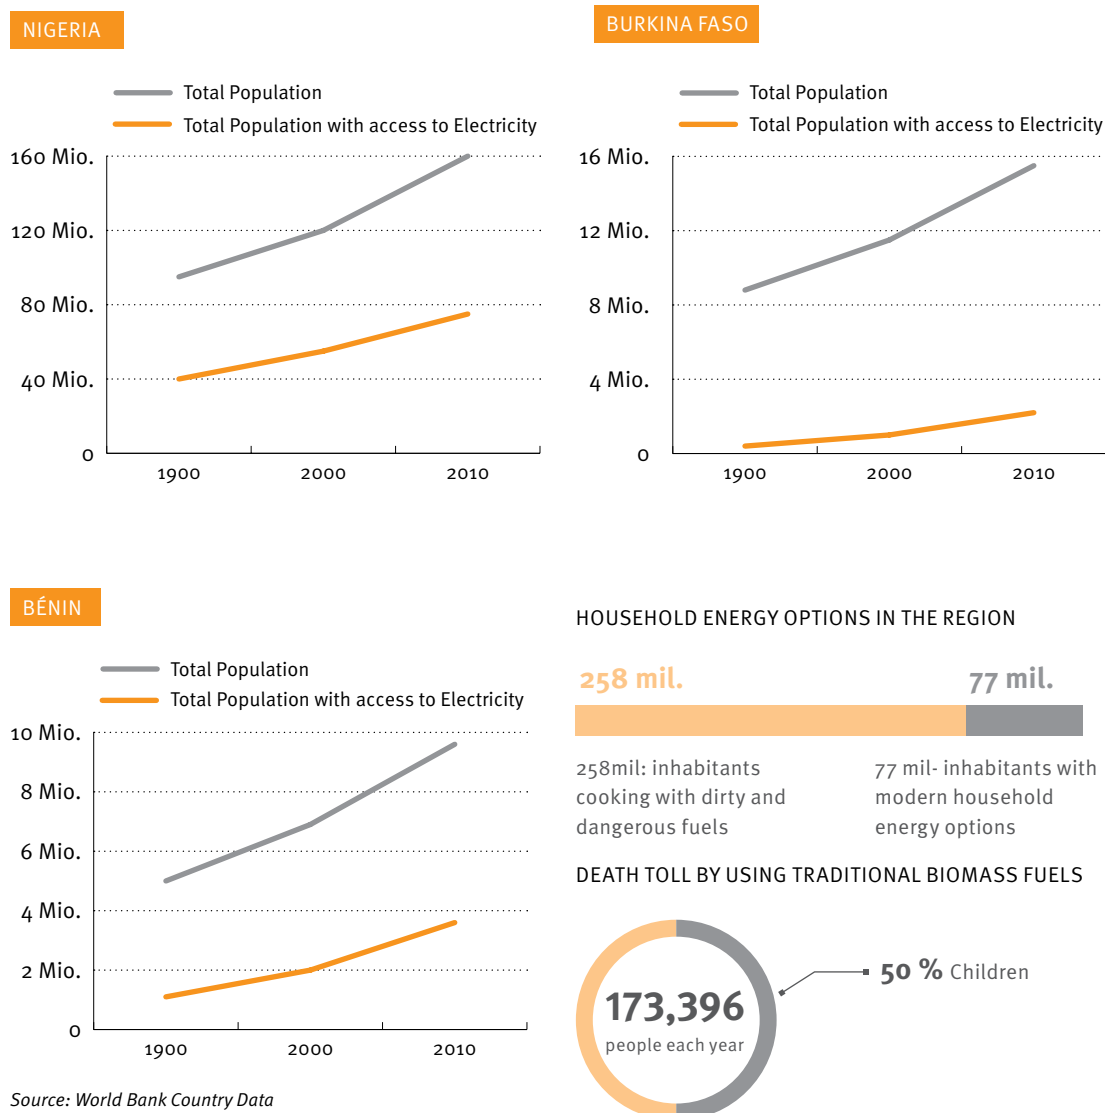 NIGERIA
Total Population
Total Population with access to Electricity
160 Mio.
120 Mio.
80 Mio.
40 Mio.
0
1900
2000
2010
BURKINA FASO
Total Population
Total Population with access to Electricity
16 Mio.
12 Mio.
8 Mio.
4 Mio.
0
1900
2000
2010
BÉNIN
Total Population
Total Population with access to Electricity
10 Mio.
8 Mio.
6 Mio.
4 Mio.
2 Mio.
0
1900
2000
2010
Source: World Bank Country Data
HOUSEHOLD ENERGY OPTIONS IN THE REGION
258 mil.
77 mil.
258mil: inhabitants
cooking with dirty and
dangerous fuels
77 mil- inhabitants with
modern household
energy options
DEATH TOLL BY USING TRADITIONAL BIOMASS FUELS
173,396
people each year
50 % Children